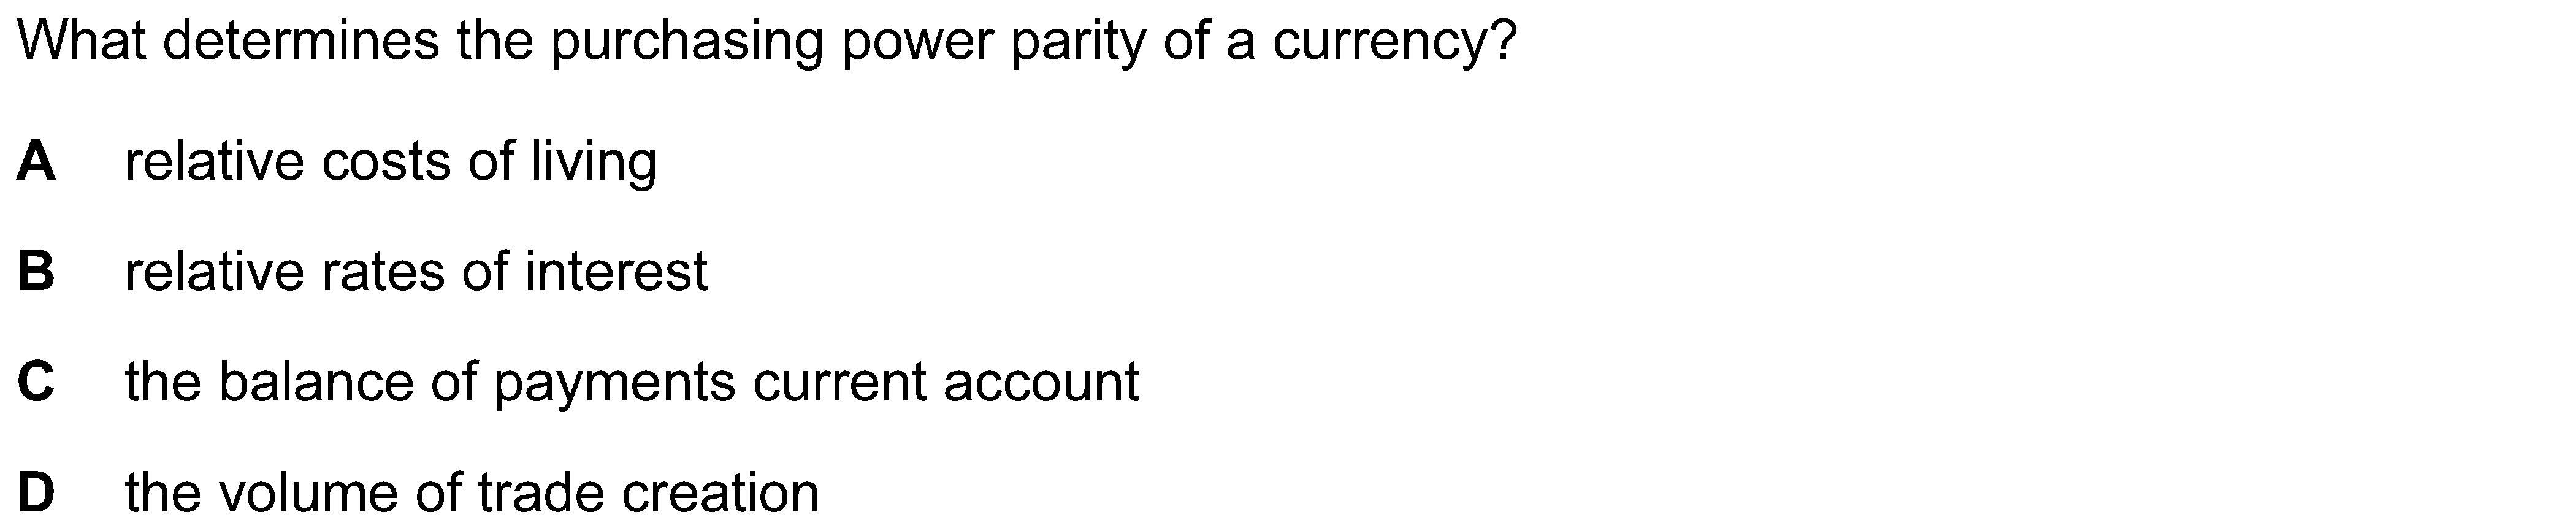 What determines the purchasing power parity of a currency?
A relative costs of living
B relative rates of interest
C the balance of payments current account
D the volume of trade creation